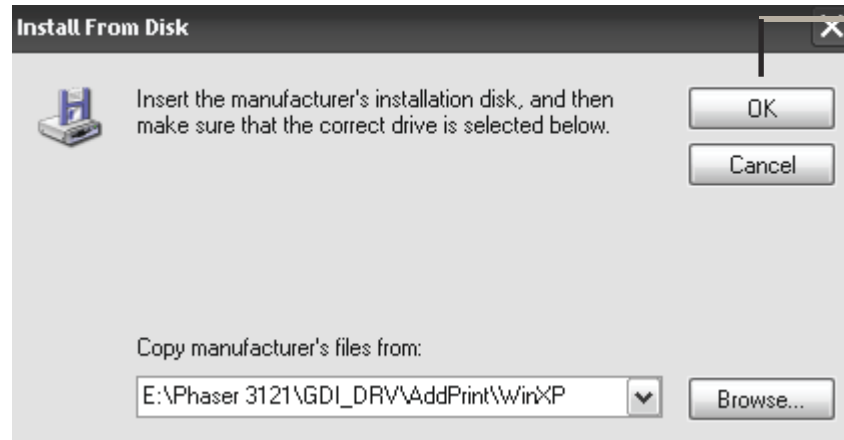 Install From Disk
Insert the manufacturer's installation disk, and then
make sure that the correct drive is selected below.
OK
Cancel
Copy manufacturer's files from:
E:\Phaser 3121\GDI_DRV\AddPrint\WinXP
Browse...